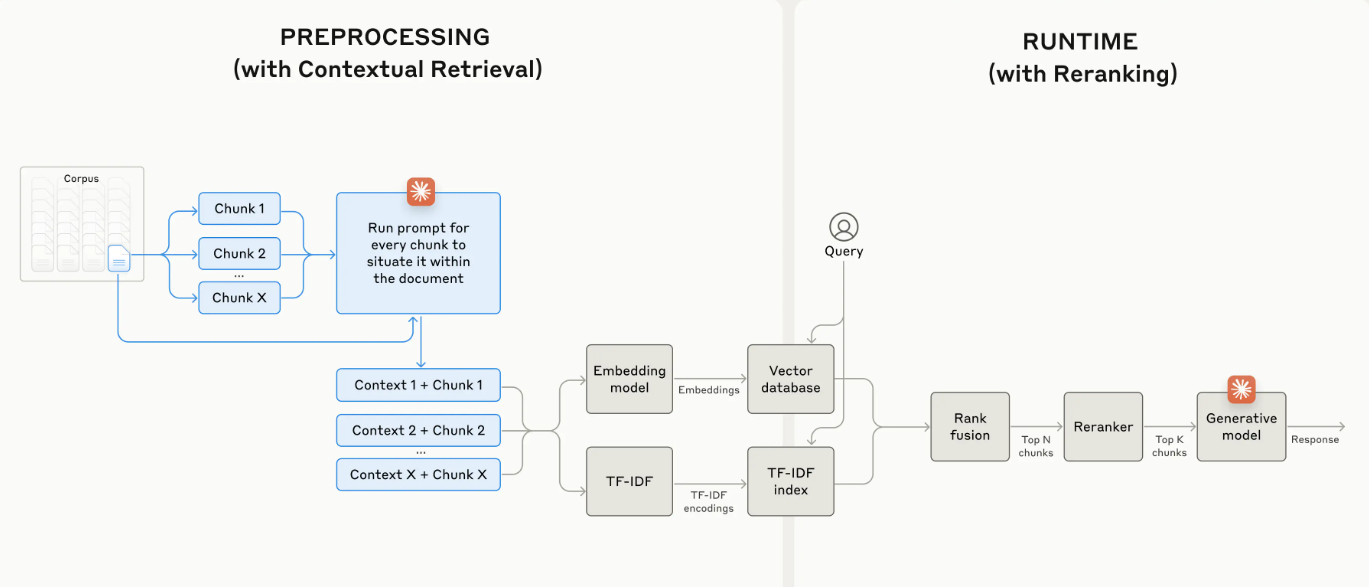 PREPROCESSING
(with Contextual Retrieval)
RUNTIME
(with Reranking)
Corpus
Chunk 1
Chunk 2
...
Chunk X
Run prompt for
every chunk to
situate it within
the document
Context 1 + Chunk 1
Context 2 + Chunk 2
...
Context X + Chunk X
Embedding
model
Embeddings
TF-IDF
TF-IDF
encodings
Query
Vector
database
TF-IDF
index
Rank
fusion
Top N
chunks
Reranker
Top K
chunks
Generative
model
Response